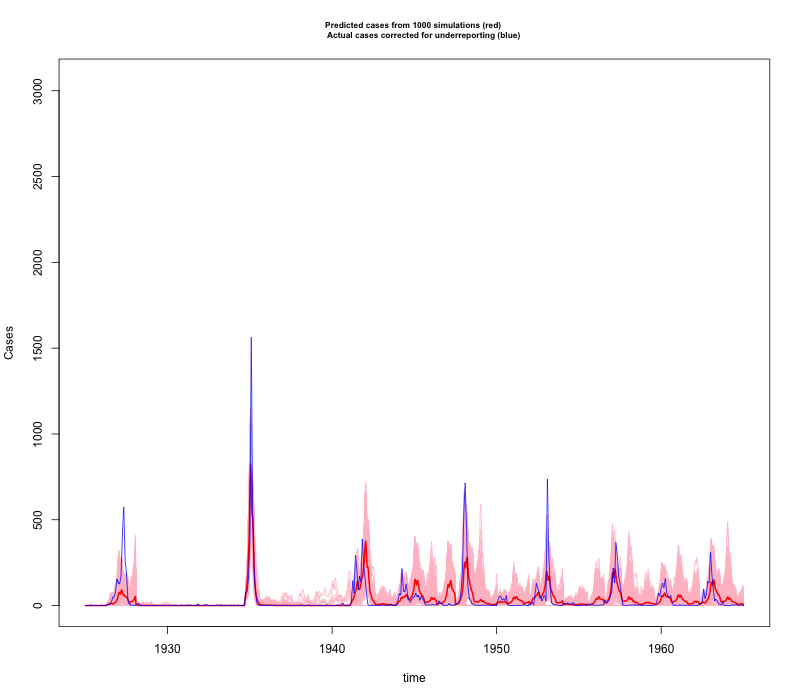 Predicted cases from 1000 simulations (red)
Actual cases corrected for underreporting (blue)
3000
2500
2000
1500
1000
500
0
Cases
1930
1940
1950
1960
time